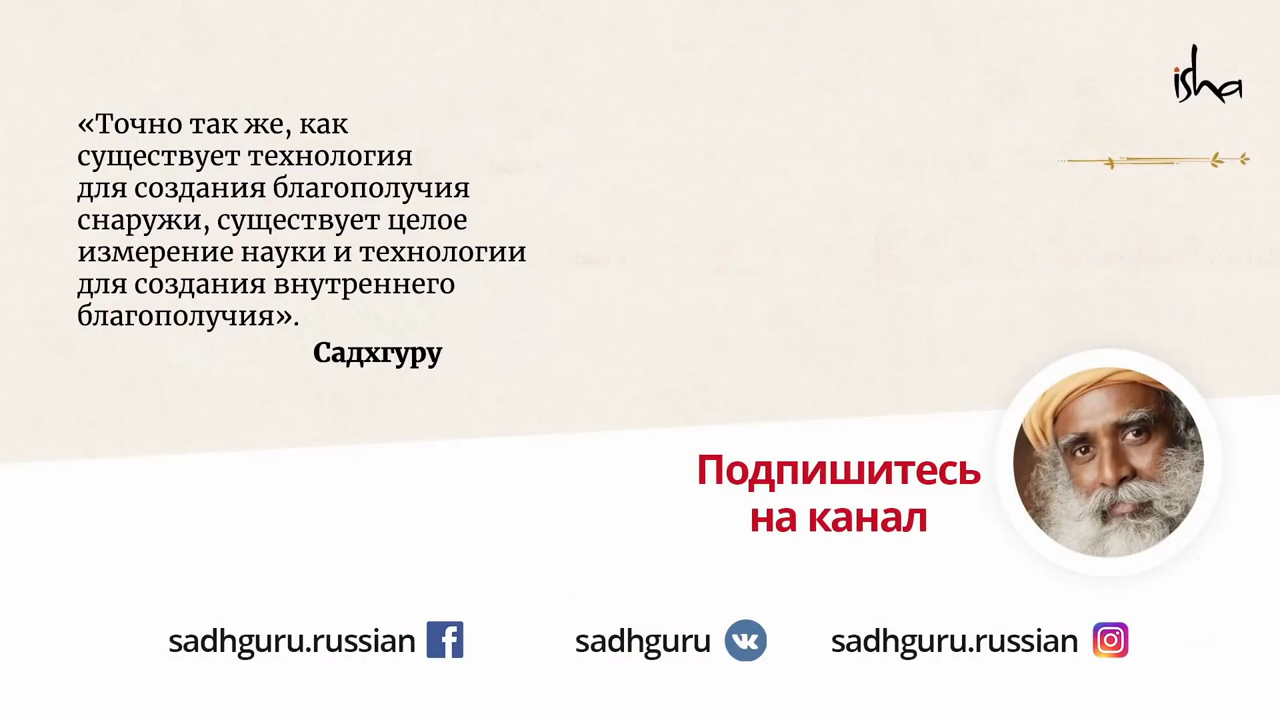 isha
«Точно так же, как
существует технология
для создания благополучия
снаружи, существует целое
измерение науки и технологии
для создания внутреннего
благополучия».
Садхгуру
Подпишитесь
на канал
sadhguru.russian
sadhguru
sadhguru.russian